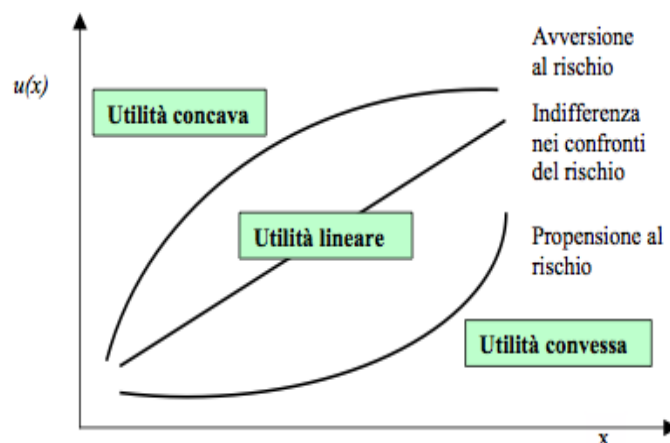 u(x)
Avversione
al rischio
Utilità concava
Indifferenza
nei confronti
del rischio
Utilità lineare
Propensione al
rischio
Utilità convessa
x